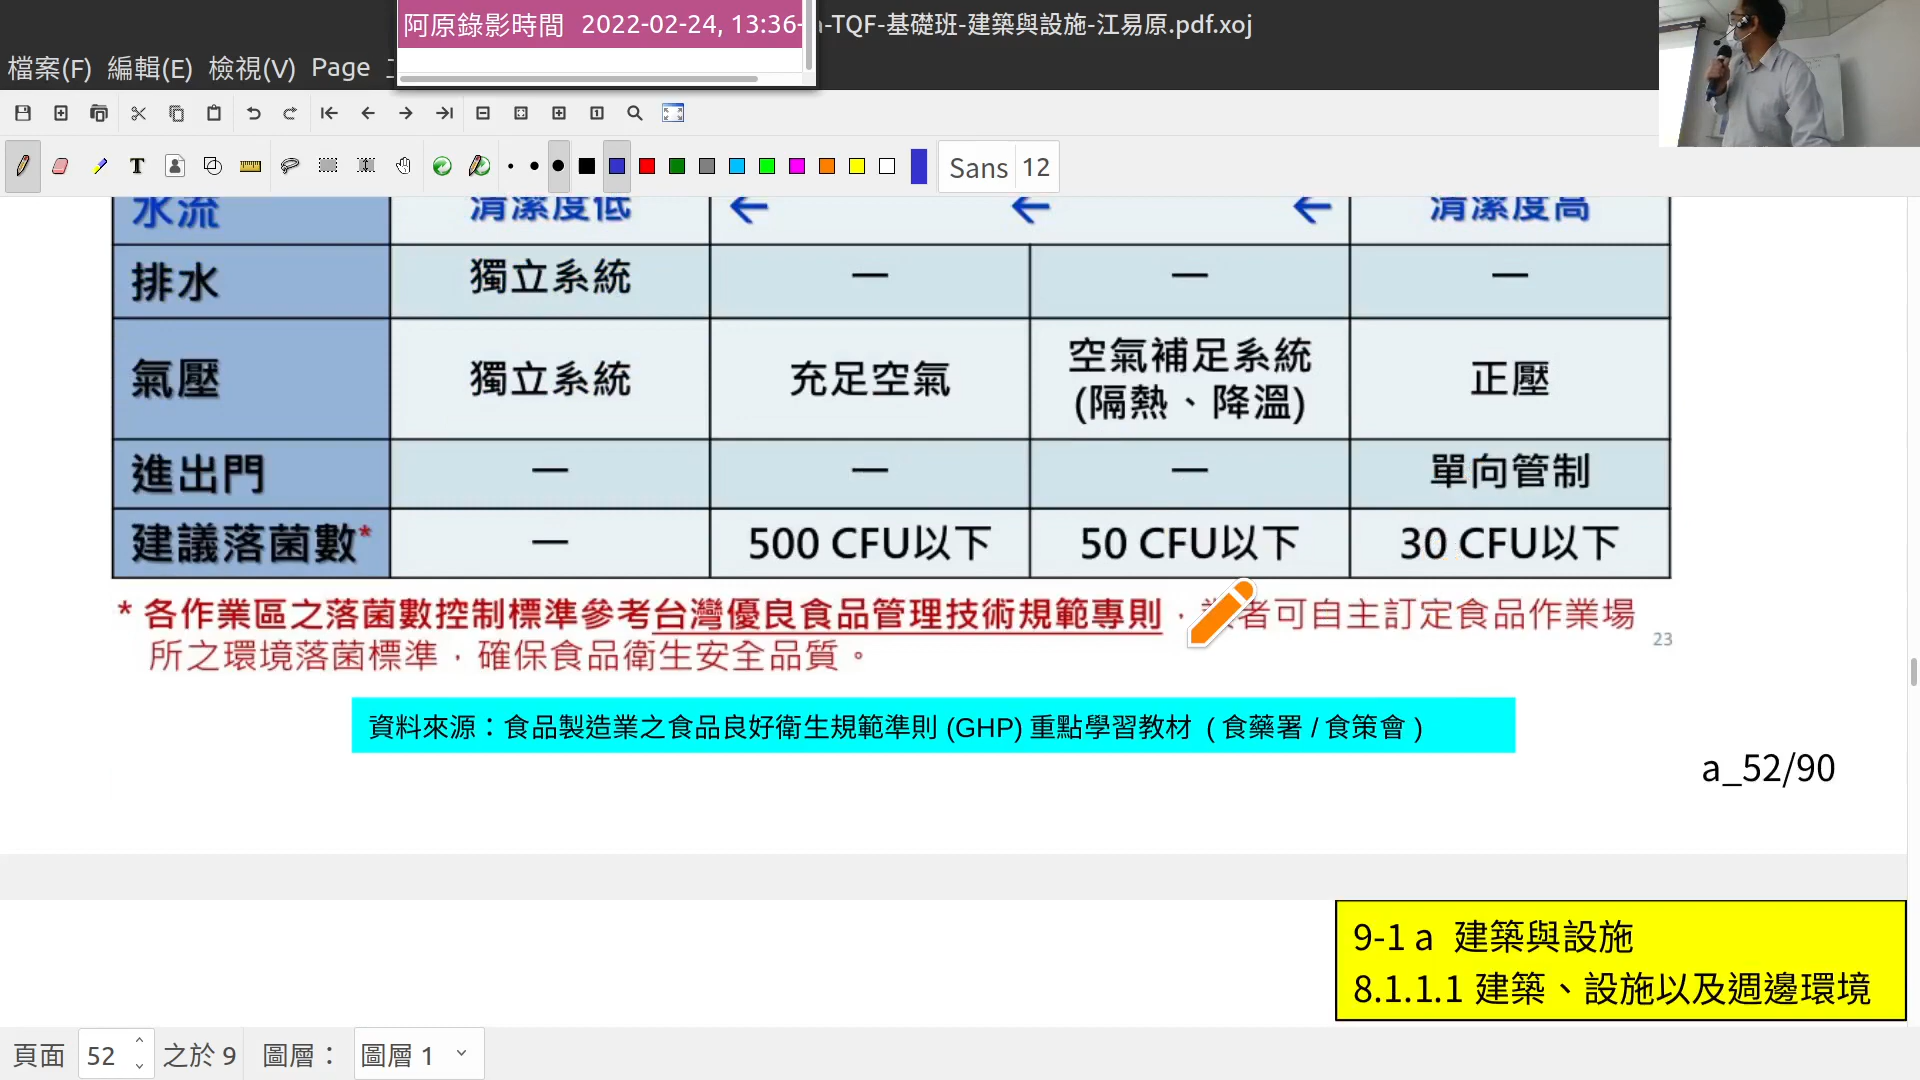 阿原錄影時間 2022-02-24, 13:36-
-TQF-基礎班-建築與設施-江易原.pdf.xoj
檔案(F) 編輯(E) 檢視(V) Page
Sans 12
水流 清潔度低 ← ← ← 清潔度高
排水 獨立系統 — — —
氣壓 獨立系統 充足空氣 空氣補足系統 正壓
(隔熱、降溫)
進出門 — — — 單向管制
建議落菌數* — 500 CFU以下 50 CFU以下 30 CFU以下
* 各作業區之落菌數控制標準參考台灣優良食品管理技術規範專則，者可自主訂定食品作業場
所之環境落菌標準，確保食品衛生安全品質。
23
資料來源：食品製造業之食品良好衛生規範準則 (GHP) 重點學習教材 ( 食藥署 / 食策會 )
a_52/90
9-1 a 建築與設施
8.1.1.1 建築、設施以及週邊環境
頁面 52 之於 9 圖層： 圖層 1